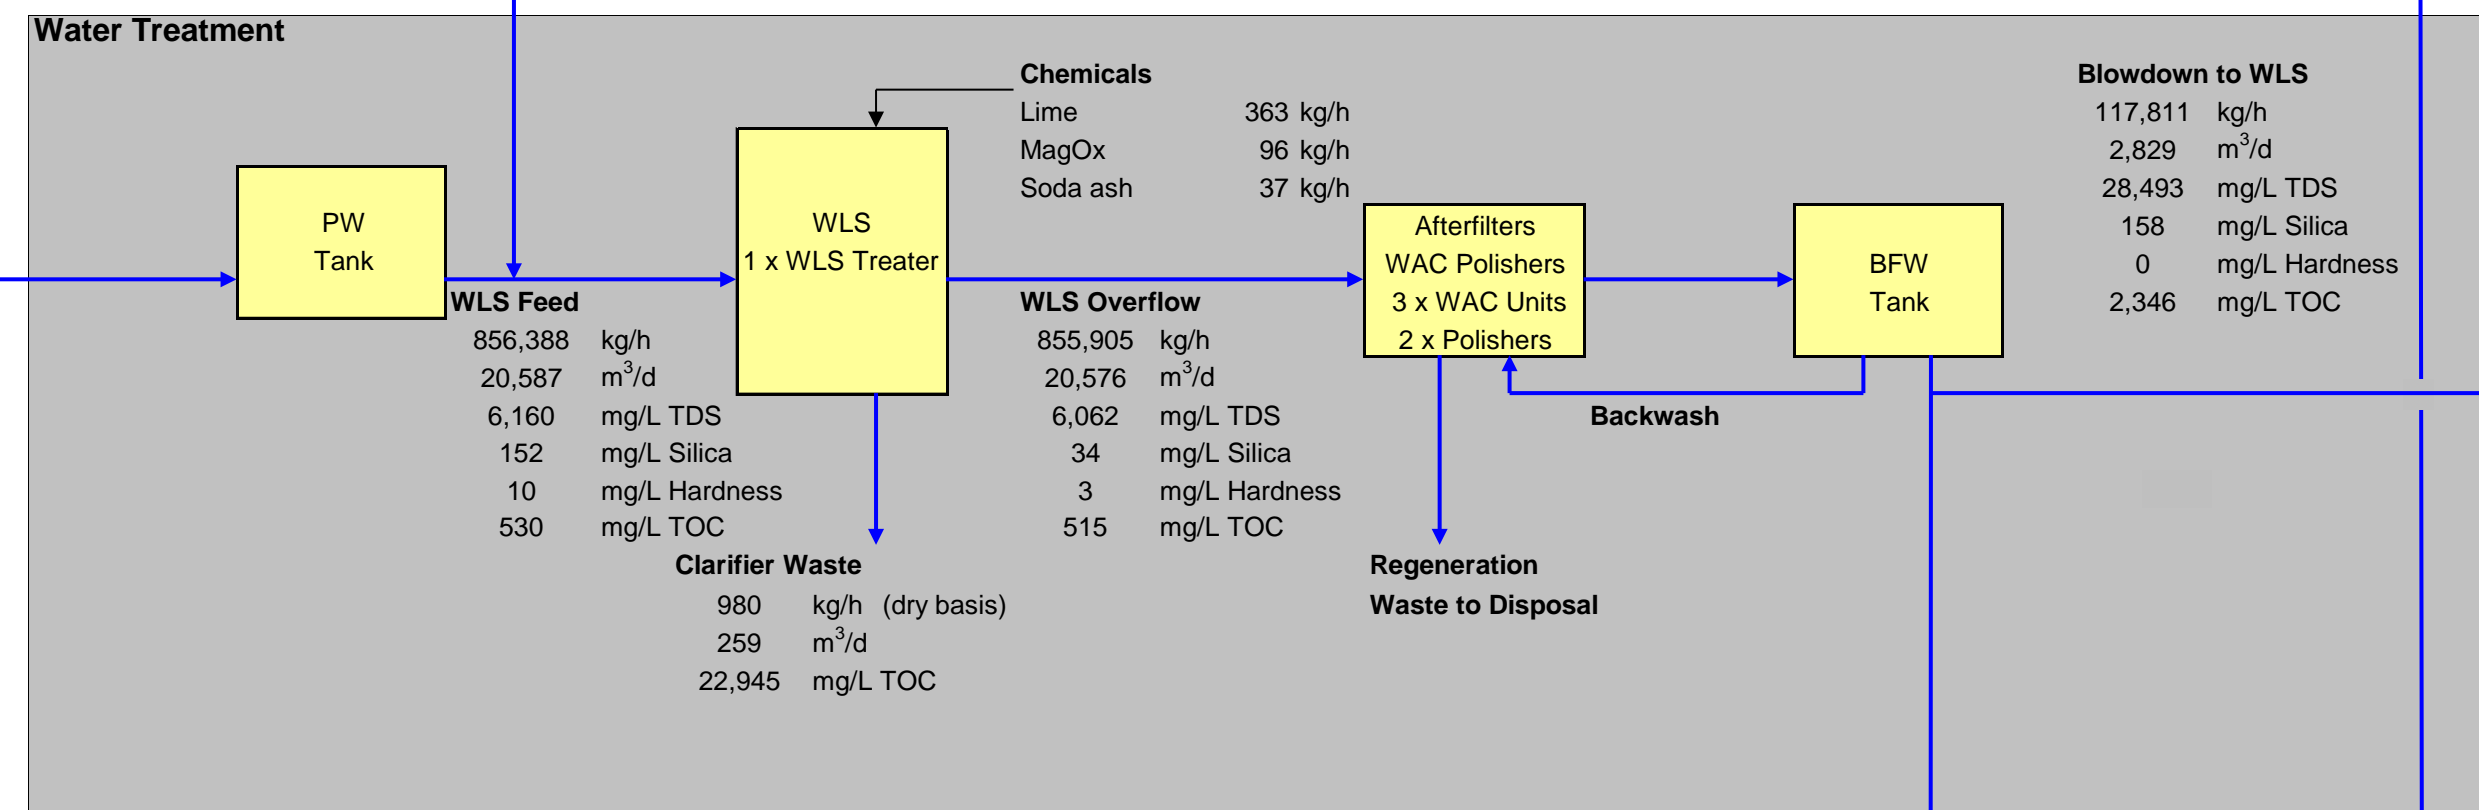 Water Treatment
Chemicals
Lime 363 kg/h
MagOx 96 kg/h
Soda ash 37 kg/h
Blowdown to WLS
117,811 kg/h
2,829 m³/d
28,493 mg/L TDS
158 mg/L Silica
0 mg/L Hardness
2,346 mg/L TOC
PW
Tank
WLS
1 x WLS Treater
Afterfilters
WAC Polishers
3 x WAC Units
2 x Polishers
BFW
Tank
WLS Feed
856,388 kg/h
20,587 m³/d
6,160 mg/L TDS
152 mg/L Silica
10 mg/L Hardness
530 mg/L TOC
WLS Overflow
855,905 kg/h
20,576 m³/d
6,062 mg/L TDS
34 mg/L Silica
3 mg/L Hardness
515 mg/L TOC
Backwash
Clarifier Waste
980 kg/h (dry basis)
259 m³/d
22,945 mg/L TOC
Regeneration
Waste to Disposal